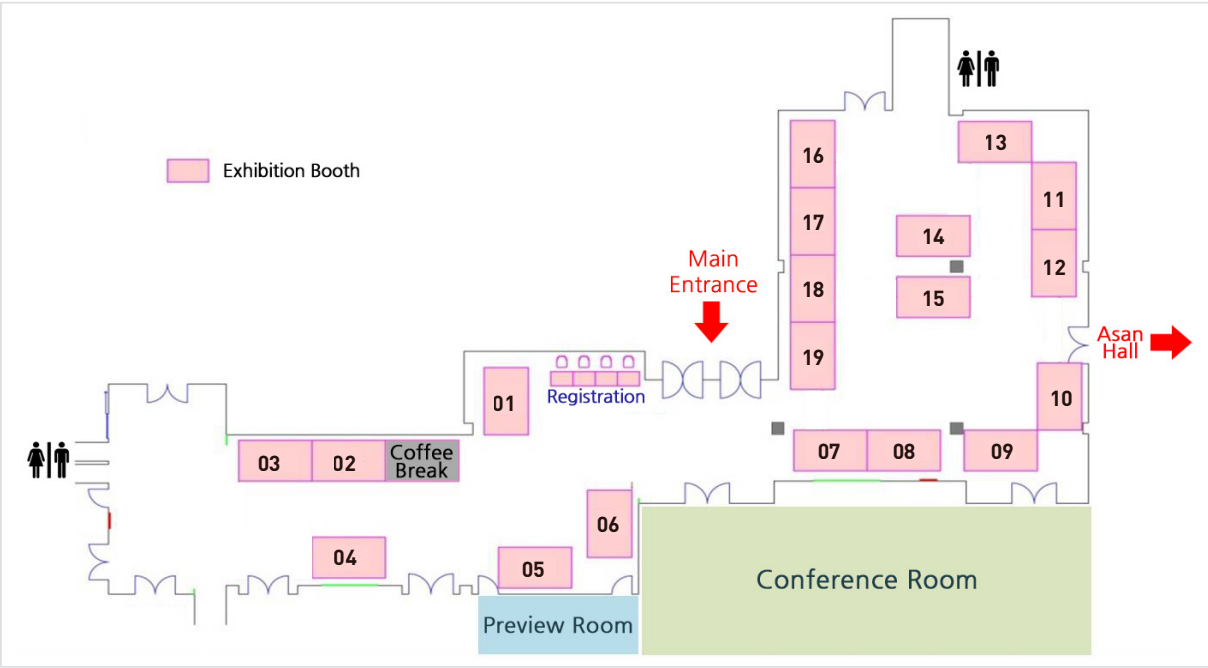 Exhibition Booth
Main
Entrance
Asan
Hall
Registration
Coffee
Break
Preview Room
Conference Room
01
02
03
04
05
06
07
08
09
10
11
12
13
14
15
16
17
18
19